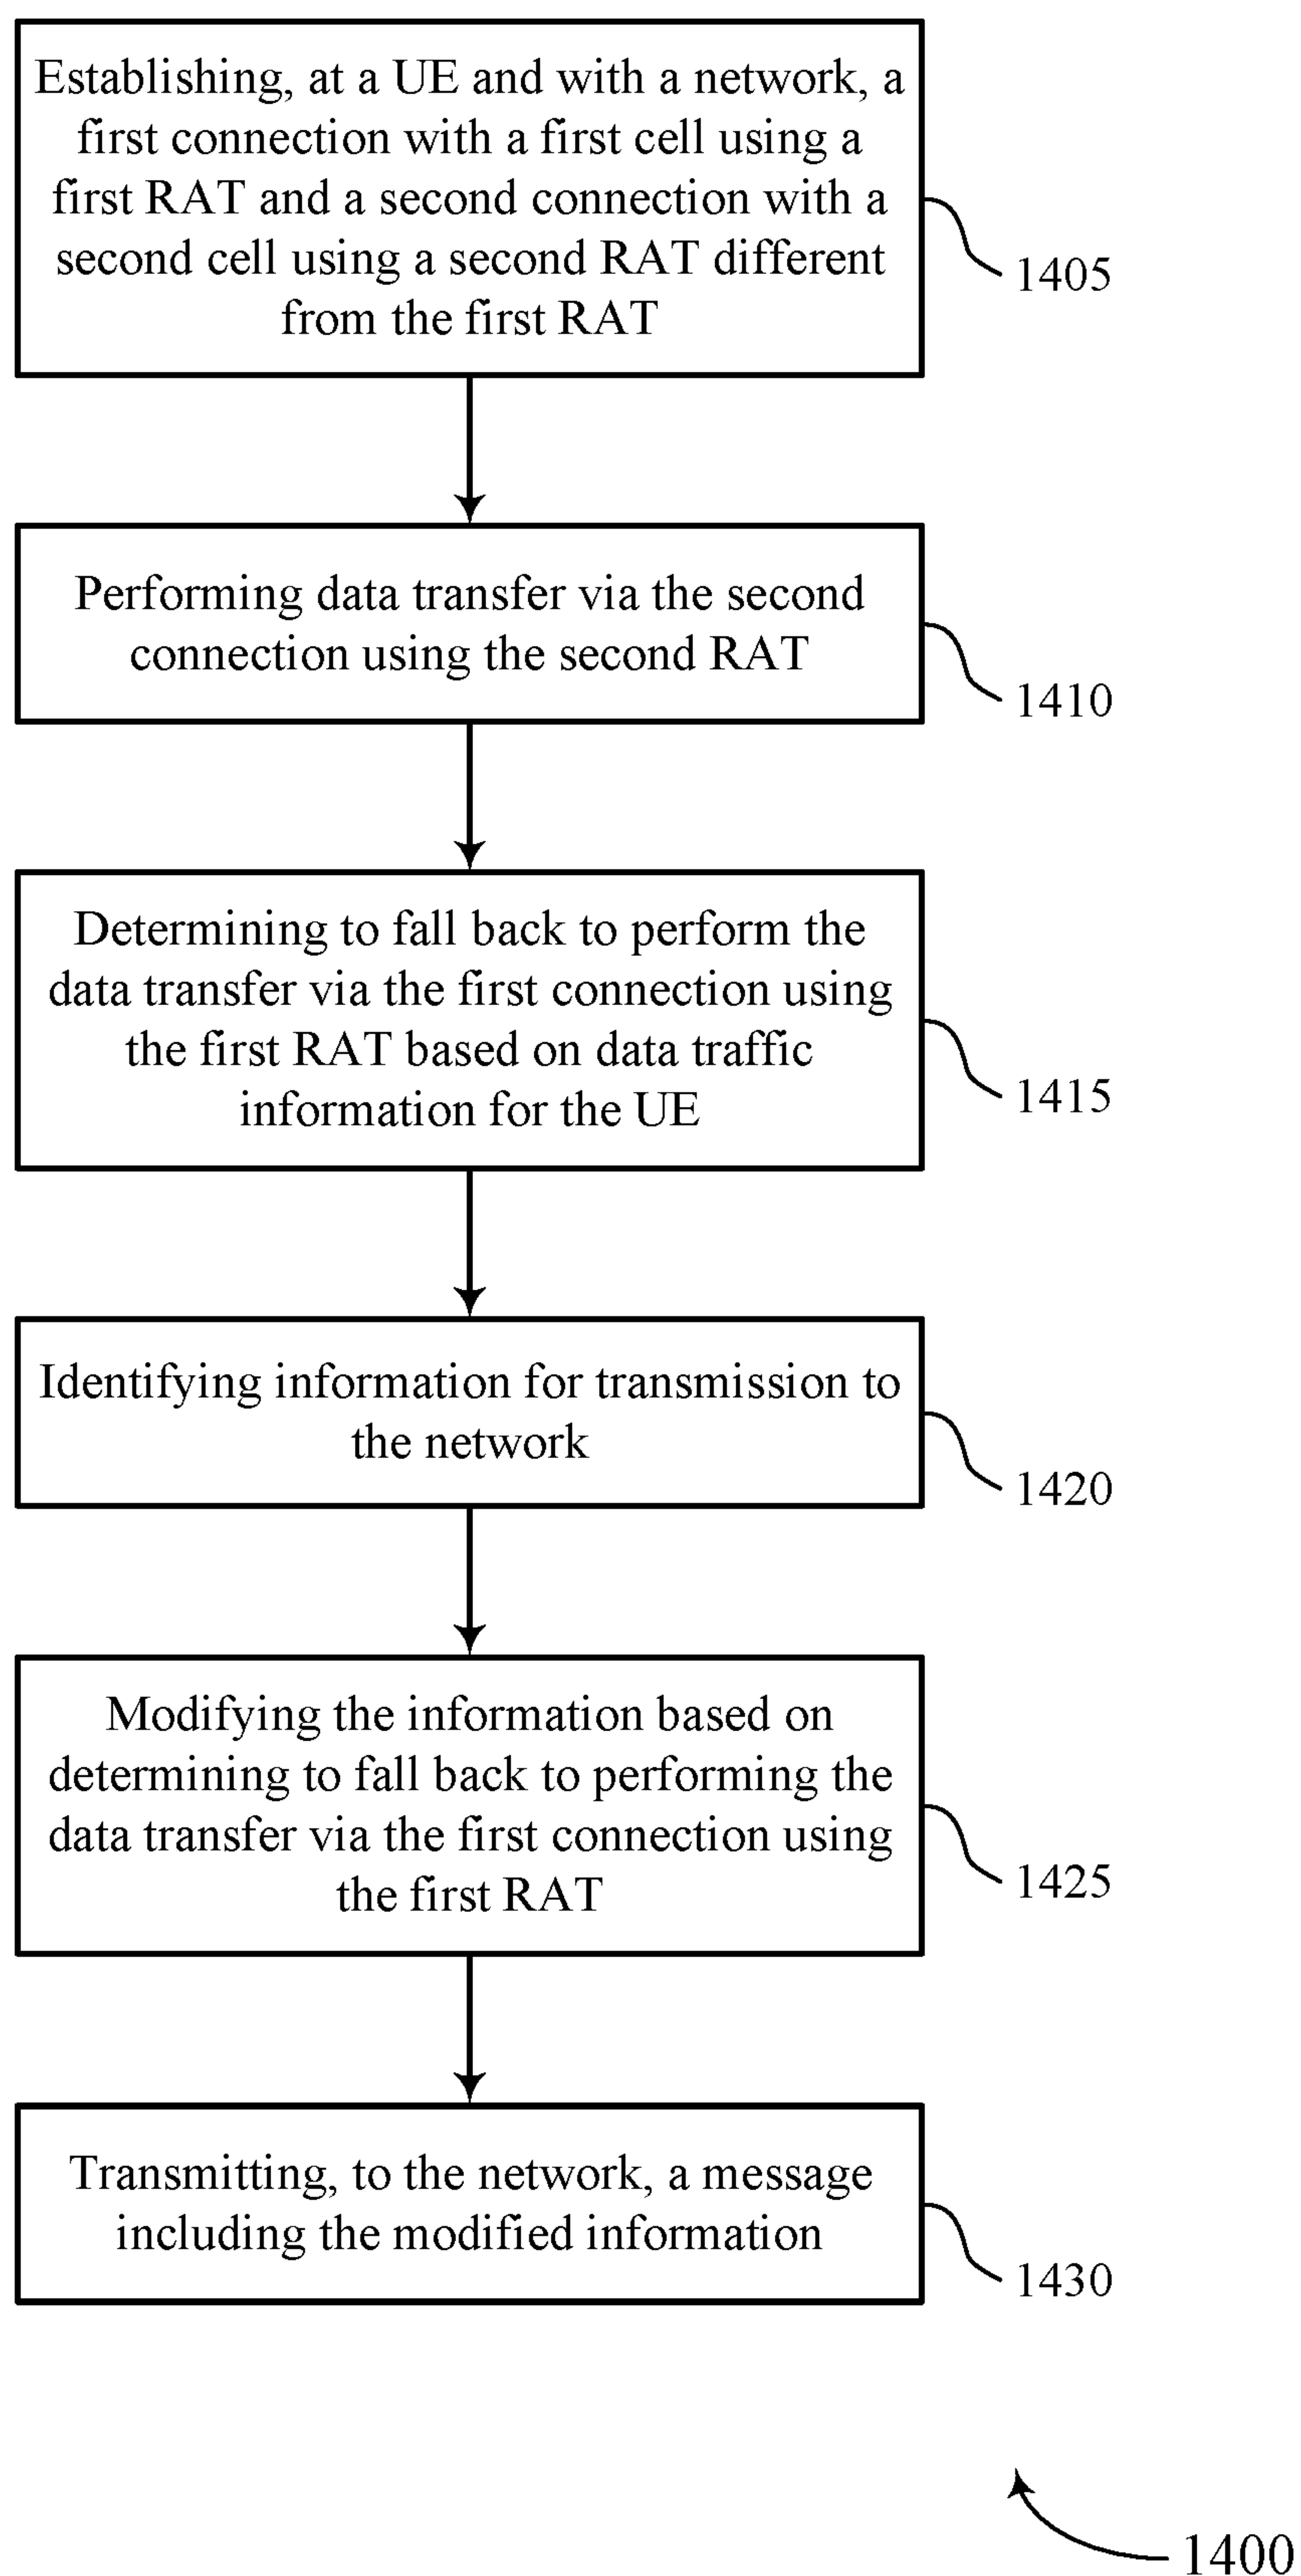 Establishing, at a UE and with a network, a
first connection with a first cell using a
first RAT and a second connection with a
second cell using a second RAT different
from the first RAT
1405
Performing data transfer via the second
connection using the second RAT
1410
Determining to fall back to perform the
data transfer via the first connection using
the first RAT based on data traffic
information for the UE
1415
Identifying information for transmission to
the network
1420
Modifying the information based on
determining to fall back to performing the
data transfer via the first connection using
the first RAT
1425
Transmitting, to the network, a message
including the modified information
1430
1400